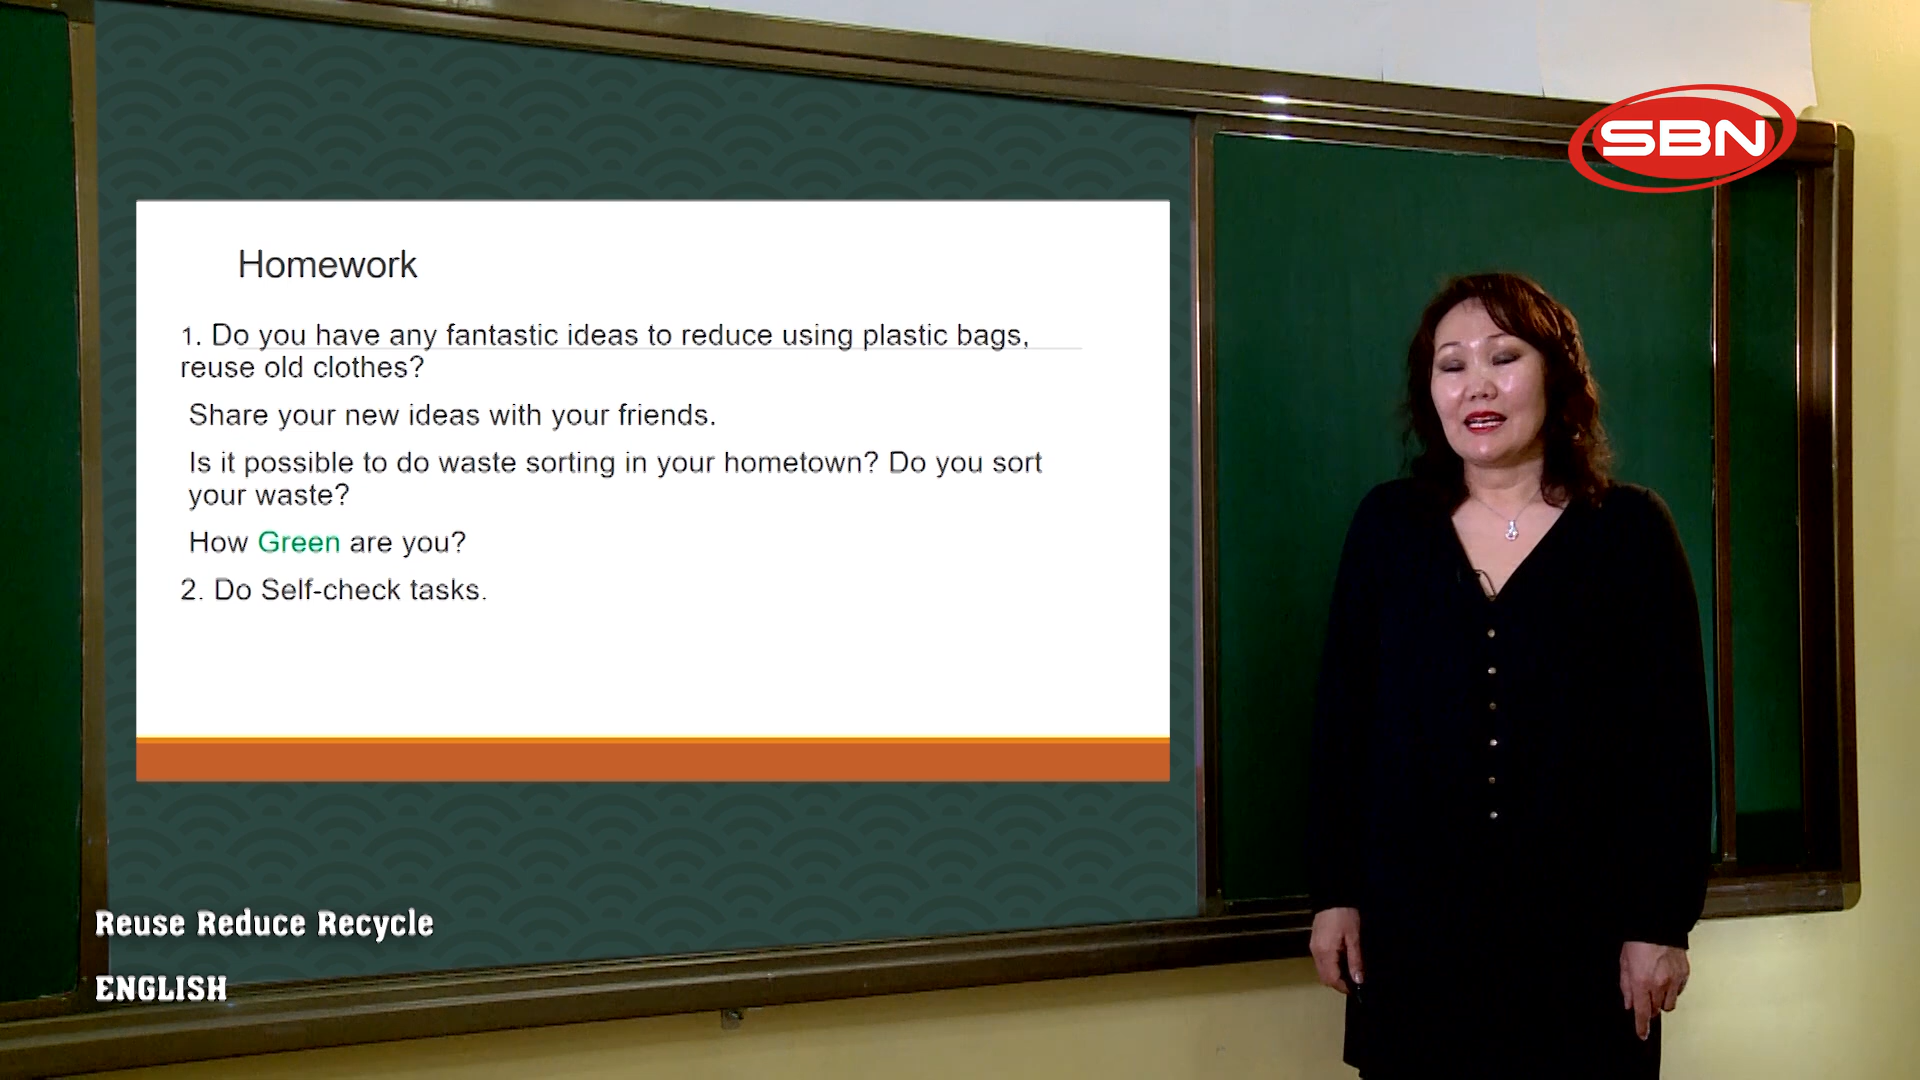 SBN
Homework
1. Do you have any fantastic ideas to reduce using plastic bags,
reuse old clothes?
Share your new ideas with your friends.
Is it possible to do waste sorting in your hometown? Do you sort
your waste?
How Green are you?
2. Do Self-check tasks.
Reuse Reduce Recycle
ENGLISH